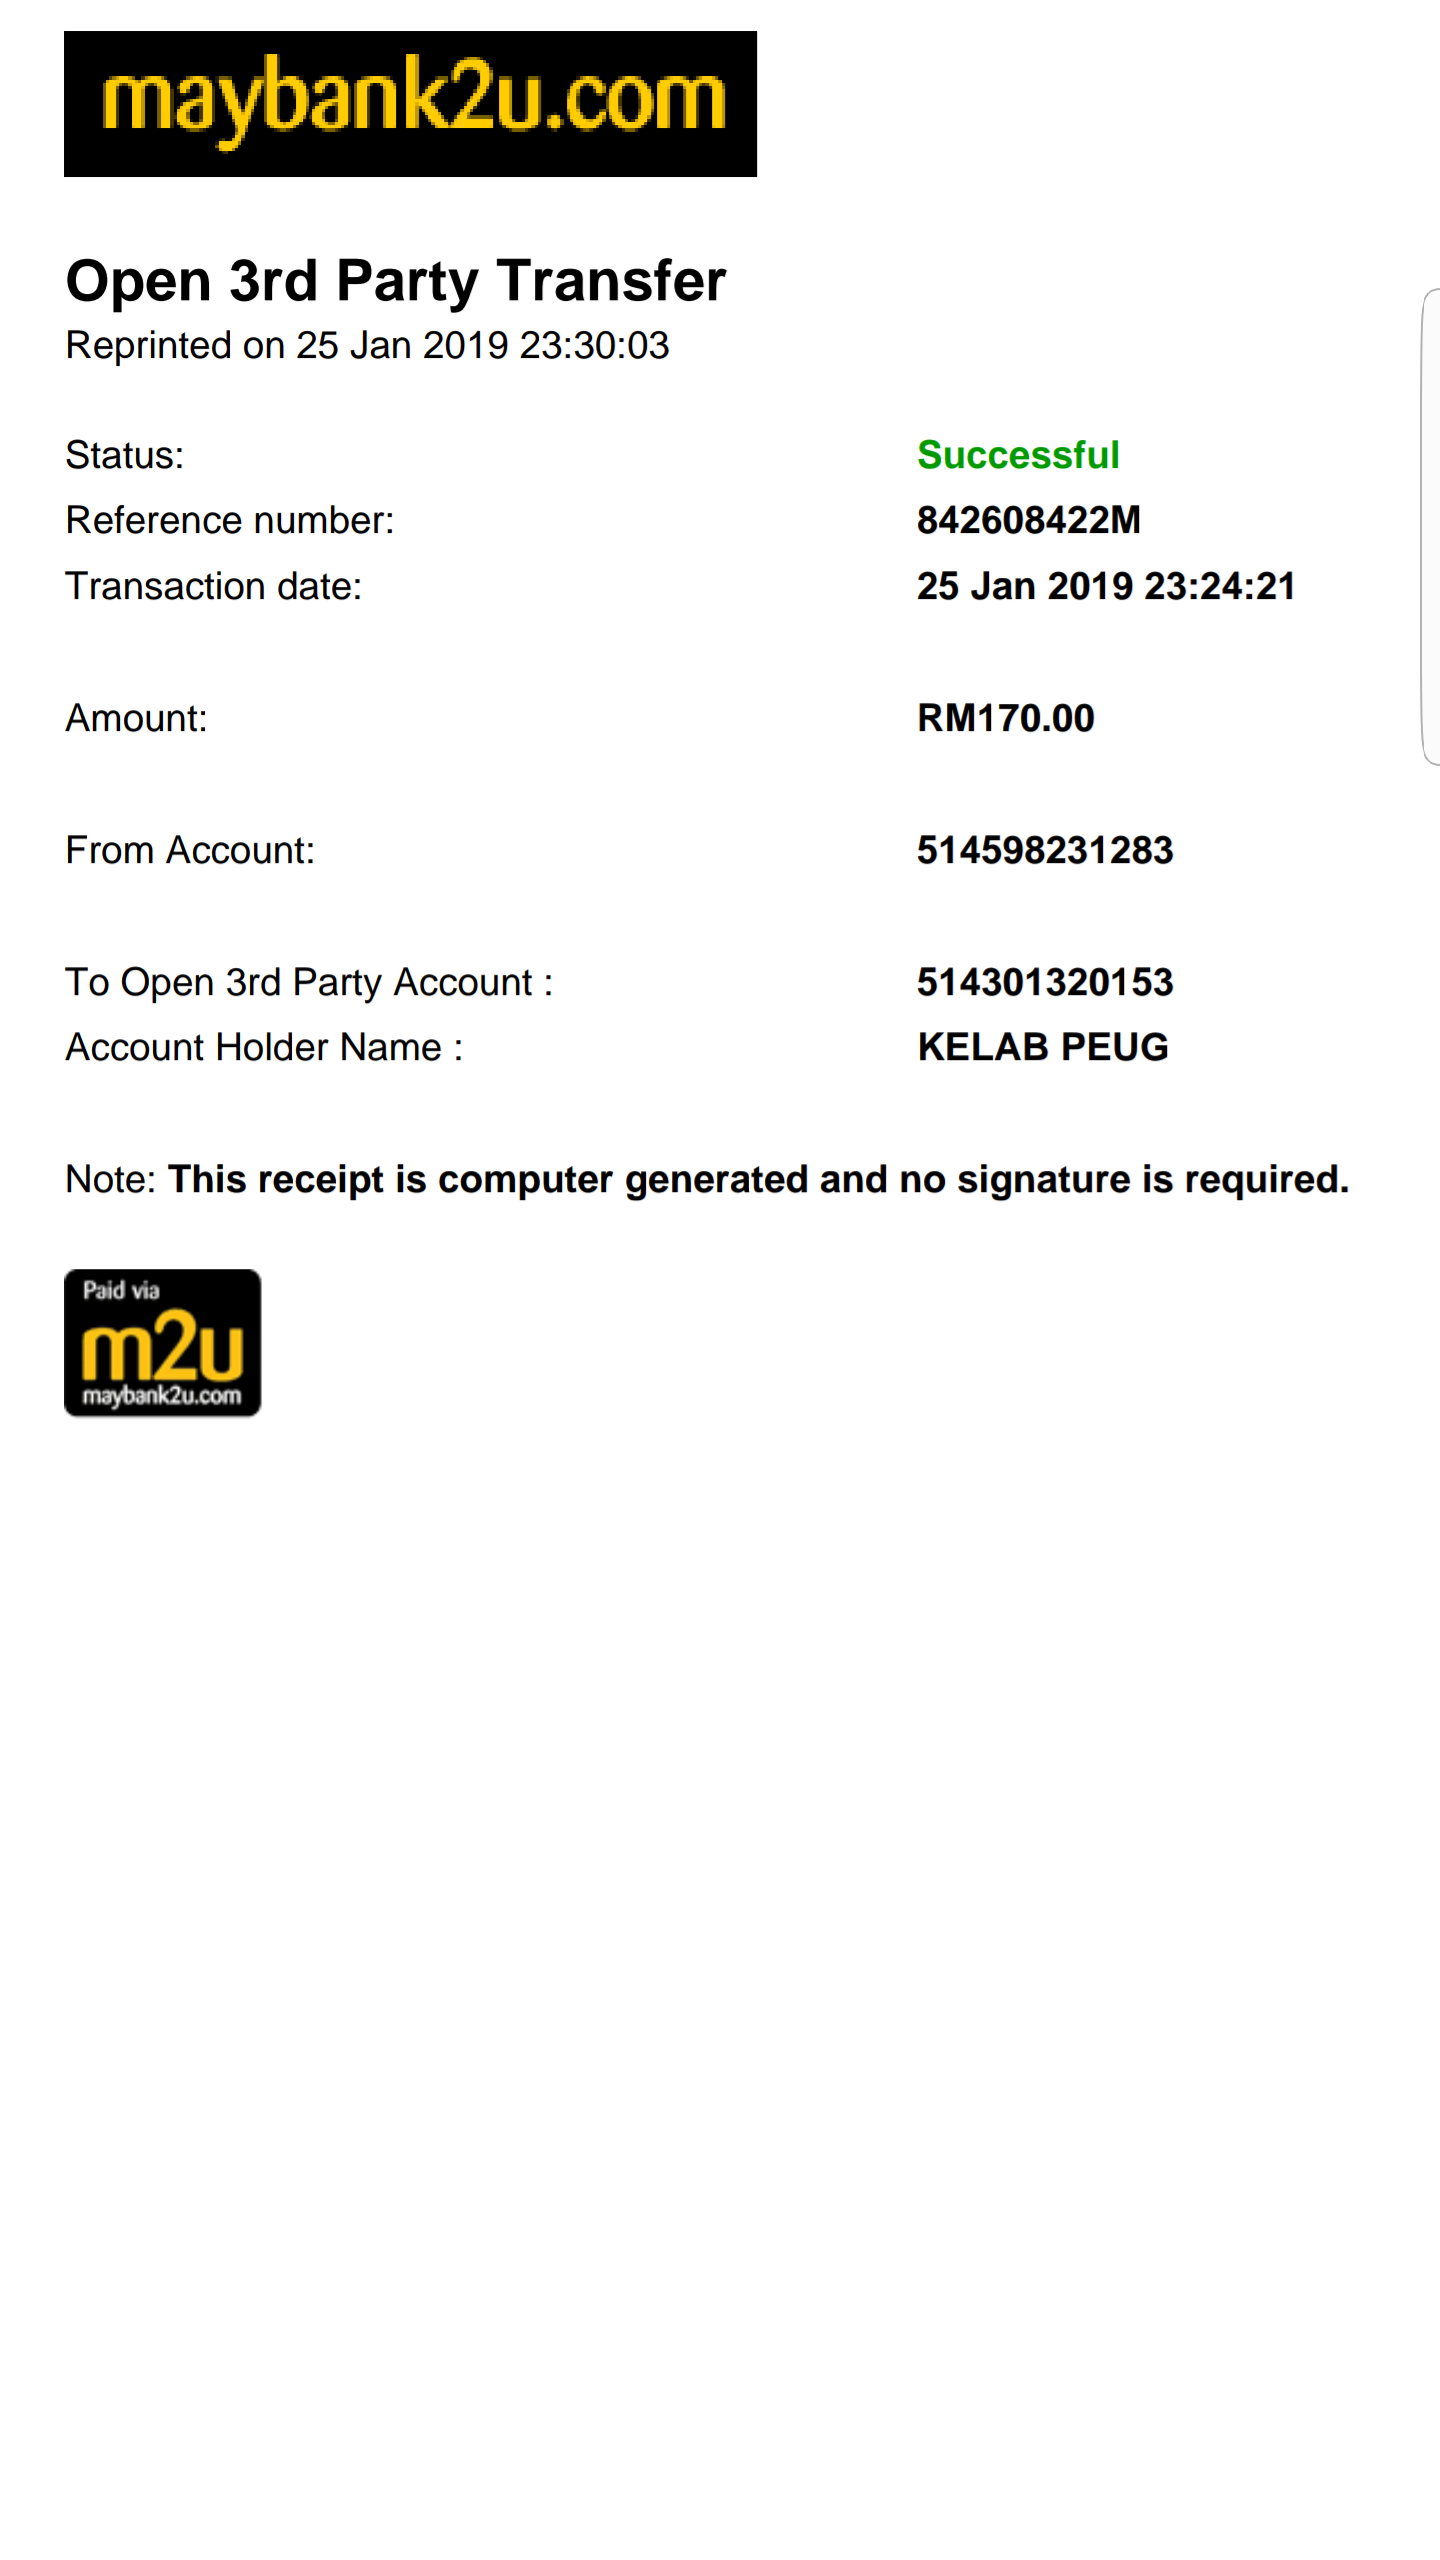 maybank2u.com
Open 3rd Party Transfer
Reprinted on 25 Jan 2019 23:30:03
Status: Successful
Reference number: 842608422M
Transaction date: 25 Jan 2019 23:24:21
Amount: RM170.00
From Account: 514598231283
To Open 3rd Party Account : 514301320153
Account Holder Name : KELAB PEUG
Note: This receipt is computer generated and no signature is required.
Paid via
m2u
maybank2u.com